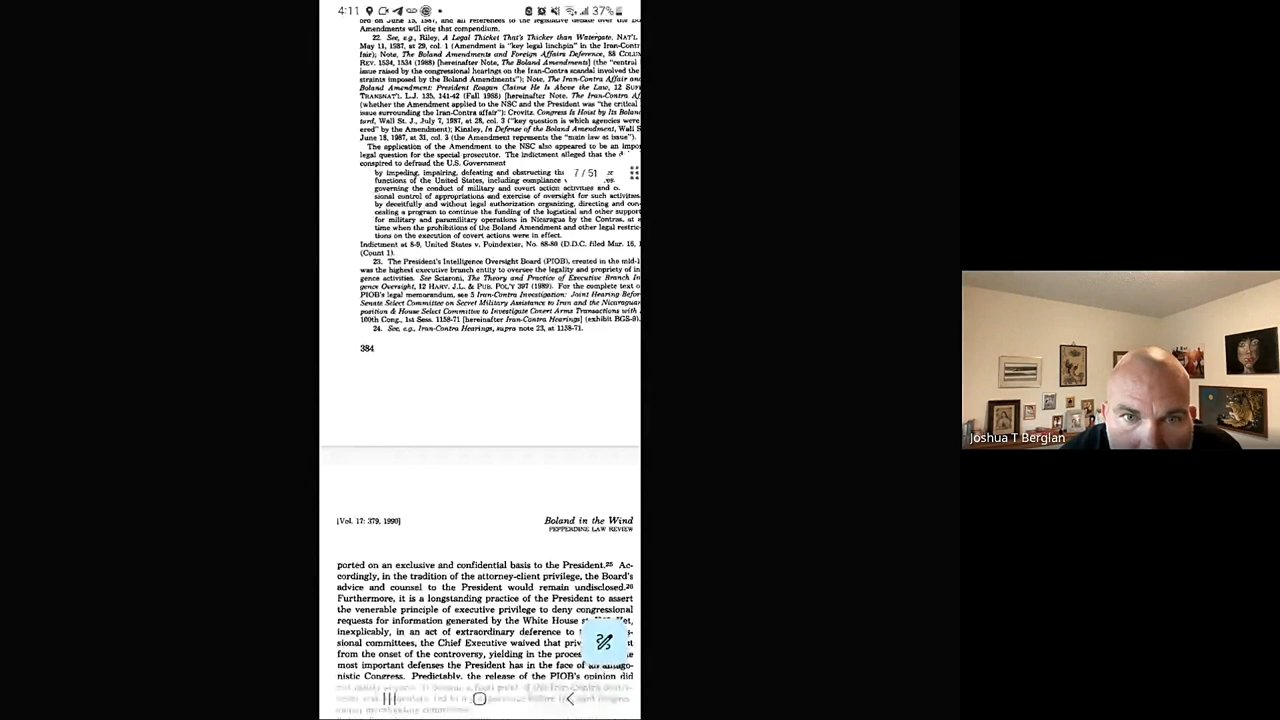 4:11
37%
ord on June 15, 1987, and all references to the legislative debate over the
Amendments will cite that compendium.
22. See, e.g., Riley, A Legal Thicket That's Thicker than Watergate, NAT'L
May 11, 1987, at 29, col. 1 (Amendment is "key legal linchpin" in the Iran-Contr
fair); Note, The Boland Amendments and Foreign Affairs Deference, 88 COLUM
REV. 1534, 1534 (1988) [hereinafter Note, The Boland Amendments] (the "central
issue raised by the congressional hearings on the Iran-Contra scandal involved the
straints imposed by the Boland Amendments"); Note, The Iran-Contra Affair and
Boland Amendment: President Reagan Claims He Is Above the Law, 12
TRANSNAT'L L.J. 135, 141-42 (Fall 1988) [hereinafter Note, The Iran-Contra Af
(whether the Amendment applied to the NSC and the President was "the critical
issue surrounding the Iran-Contra affair"); Crovitz, Congress Is Hoist by Its Boland
tard, Wall St. J., July 7, 1987, at 28, col. 3 ("key question is which agencies were
ered" by the Amendment); Kinsley, In Defense of the Boland Amendment, Wall S
June 18, 1987, at 31, col. 3 (the Amendment represents the "main law at issue").
The application of the Amendment to the NSC also appeared to be an impor
legal question for the special prosecutor. The indictment alleged that the d
conspired to defraud the U.S. Government
by impeding, impairing, defeating and obstructing the
7 / 51
functions of the United States, including compliance
governing the conduct of military and covert action activities and
sional control of appropriations and exercise of oversight for such activities
by deceitfully and without legal authorization organizing, directing and con-
cealing a program to continue the funding of the logistical and other support
for military and paramilitary operations in Nicaragua by the Contras, at a
time when the prohibitions of the Boland Amendment and other legal restric-
tions on the execution of covert actions were in effect.
Indictment at 8-9, United States v. Poindexter, No. 88-80 (D.D.C. filed Mar. 16, 1
(Count 1).
23. The President's Intelligence Oversight Board (PIOB), created in the mid-1
was the highest executive branch entity to oversee the legality and propriety of in
gence activities. See Sciaroni, The Theory and Practice of Executive Branch In
gence Oversight, 12 HARV. J.L. & PUB. POL'Y 397 (1989). For the complete text o
PIOB's legal memorandum, see 5 Iran-Contra Investigation: Joint Hearing Befor
Senate Select Committee on Secret Military Assistance to Iran and the Nicaraguan
position & House Select Committee to Investigate Covert Arms Transactions with
100th Cong., 1st Sess. 1158-71 [hereinafter Iran-Contra Hearings] (exhibit BGS-9).
24. See, e.g., Iran-Contra Hearings, supra note 23, at 1158-71.
384
[Vol. 17: 379, 1990]
Boland in the Wind
PEPPERDINE LAW REVIEW
ported on an exclusive and confidential basis to the President.25 Ac-
cordingly, in the tradition of the attorney-client privilege, the Board's
advice and counsel to the President would remain undisclosed.26
Furthermore, it is a longstanding practice of the President to assert
the venerable principle of executive privilege to deny congressional
requests for information generated by the White House
inexplicably, in an act of extraordinary deference to
sional committees, the Chief Executive waived that
from the onset of the controversy, yielding in the
most important defenses the President has in the face of
nistic Congress. Predictably, the release of the PIOB's opinion did
Joshua T Berglan